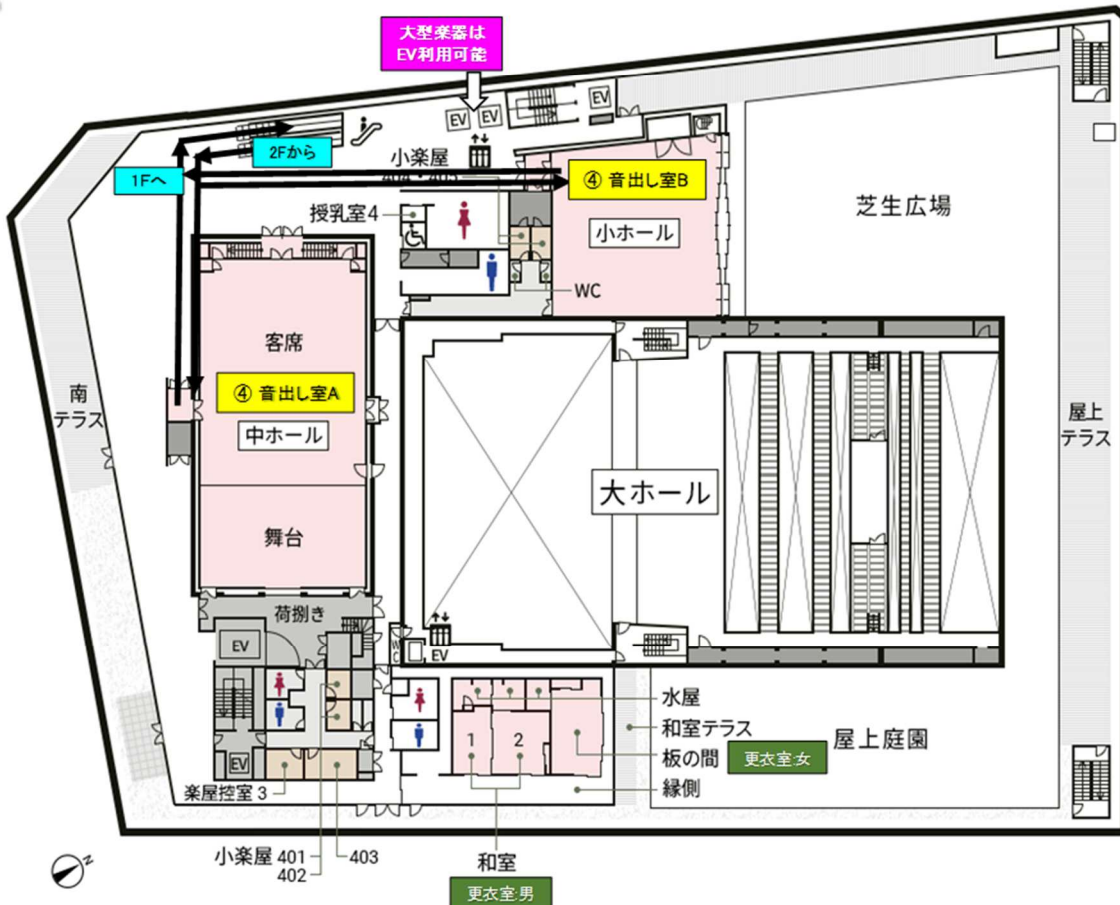 大型楽器は
EV利用可能
EV
EV
EV
2Fから
1Fへ
小楽屋
404・405
④ 音出し室B
授乳室4
小ホール
芝生広場
WC
客席
④ 音出し室A
中ホール
南
テラス
屋上
テラス
大ホール
舞台
荷捌き
EV
WC
EV
水屋
和室テラス
屋上庭園
1
2
板の間
更衣室:女
EV
縁側
楽屋控室 3
小楽屋 401
402
403
和室
更衣室:男
N